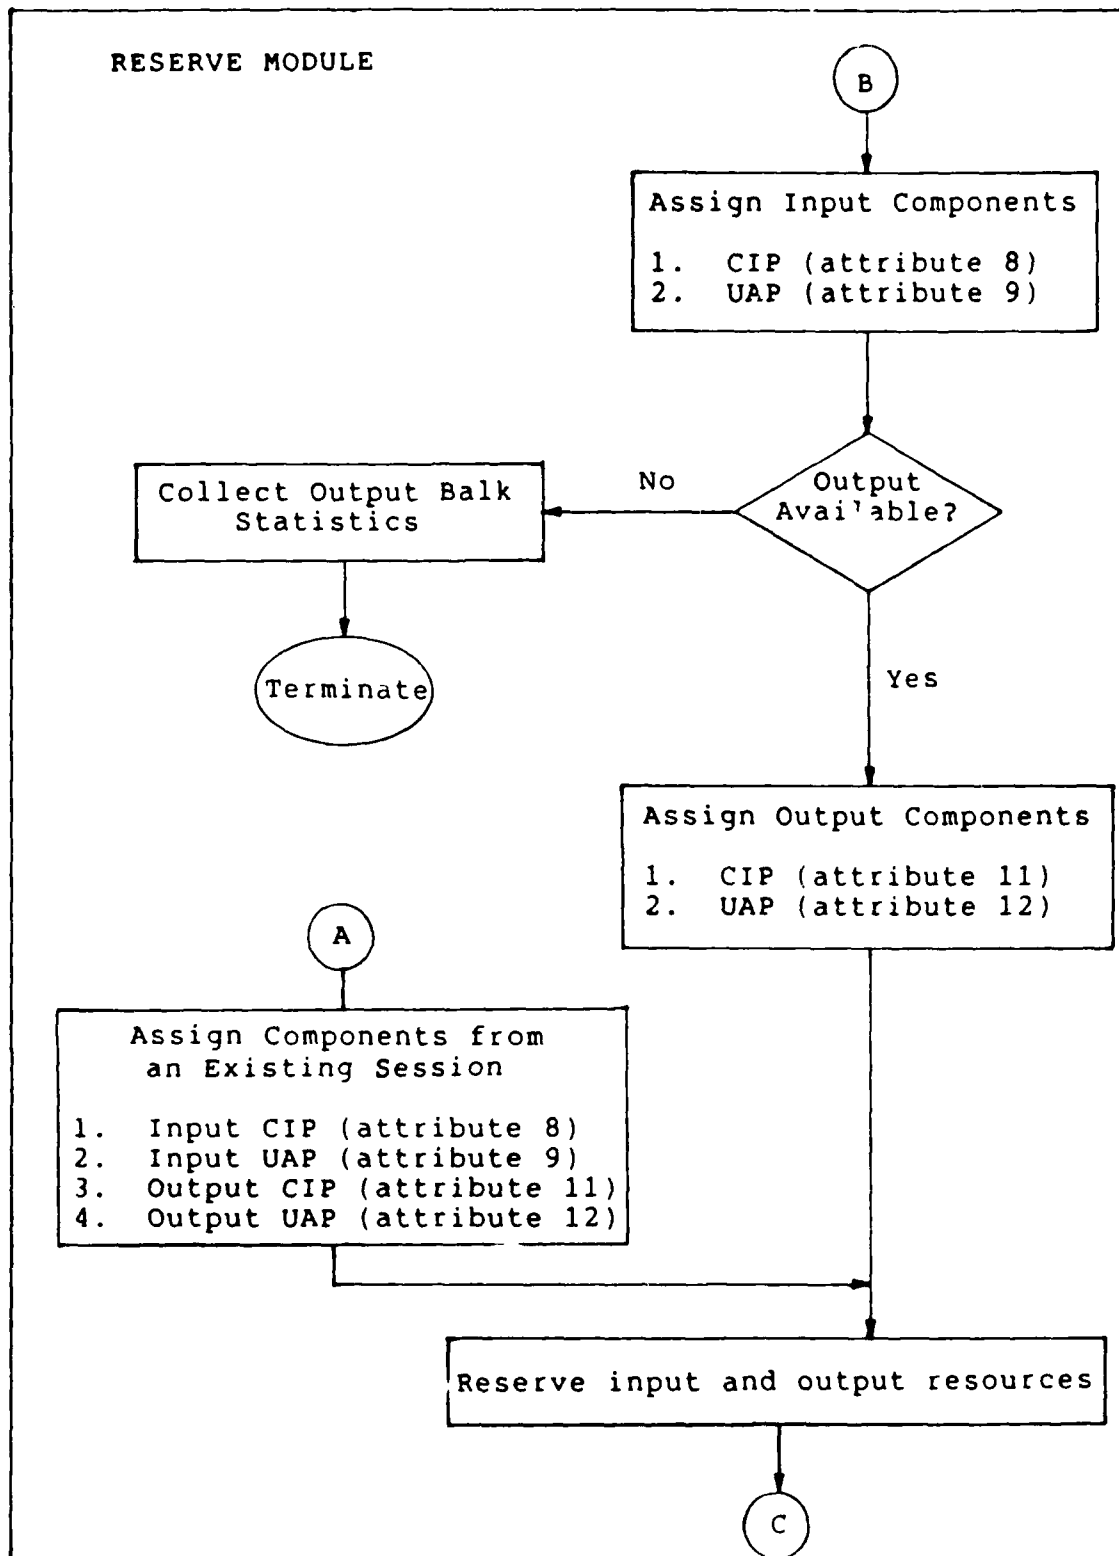 RESERVE MODULE
B
Assign Input Components
1. CIP (attribute 8)
2. UAP (attribute 9)
Output
Available?
No
Collect Output Balk
Statistics
Terminate
Yes
Assign Output Components
1. CIP (attribute 11)
2. UAP (attribute 12)
A
Assign Components from
an Existing Session
1. Input CIP (attribute 8)
2. Input UAP (attribute 9)
3. Output CIP (attribute 11)
4. Output UAP (attribute 12)
Reserve input and output resources
C